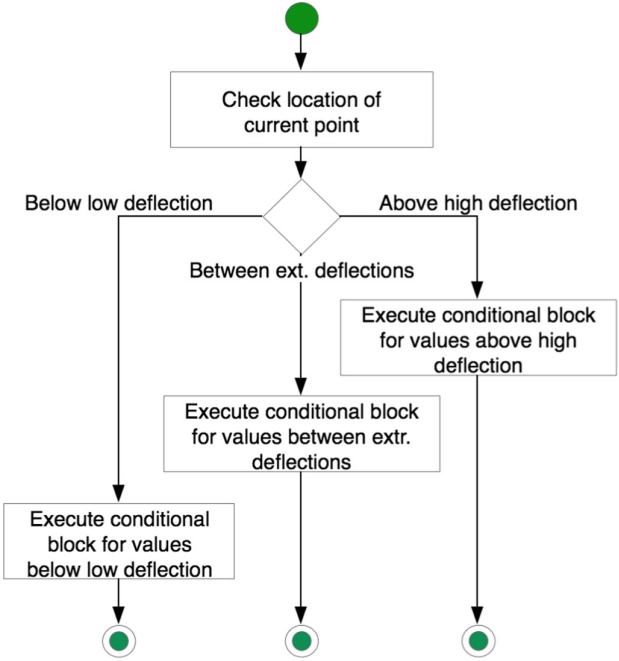 Check location of
current point
Below low deflection
Above high deflection
Between ext. deflections
Execute conditional block
for values above high
deflection
Execute conditional block
for values between extr.
deflections
Execute conditional
block for values
below low deflection